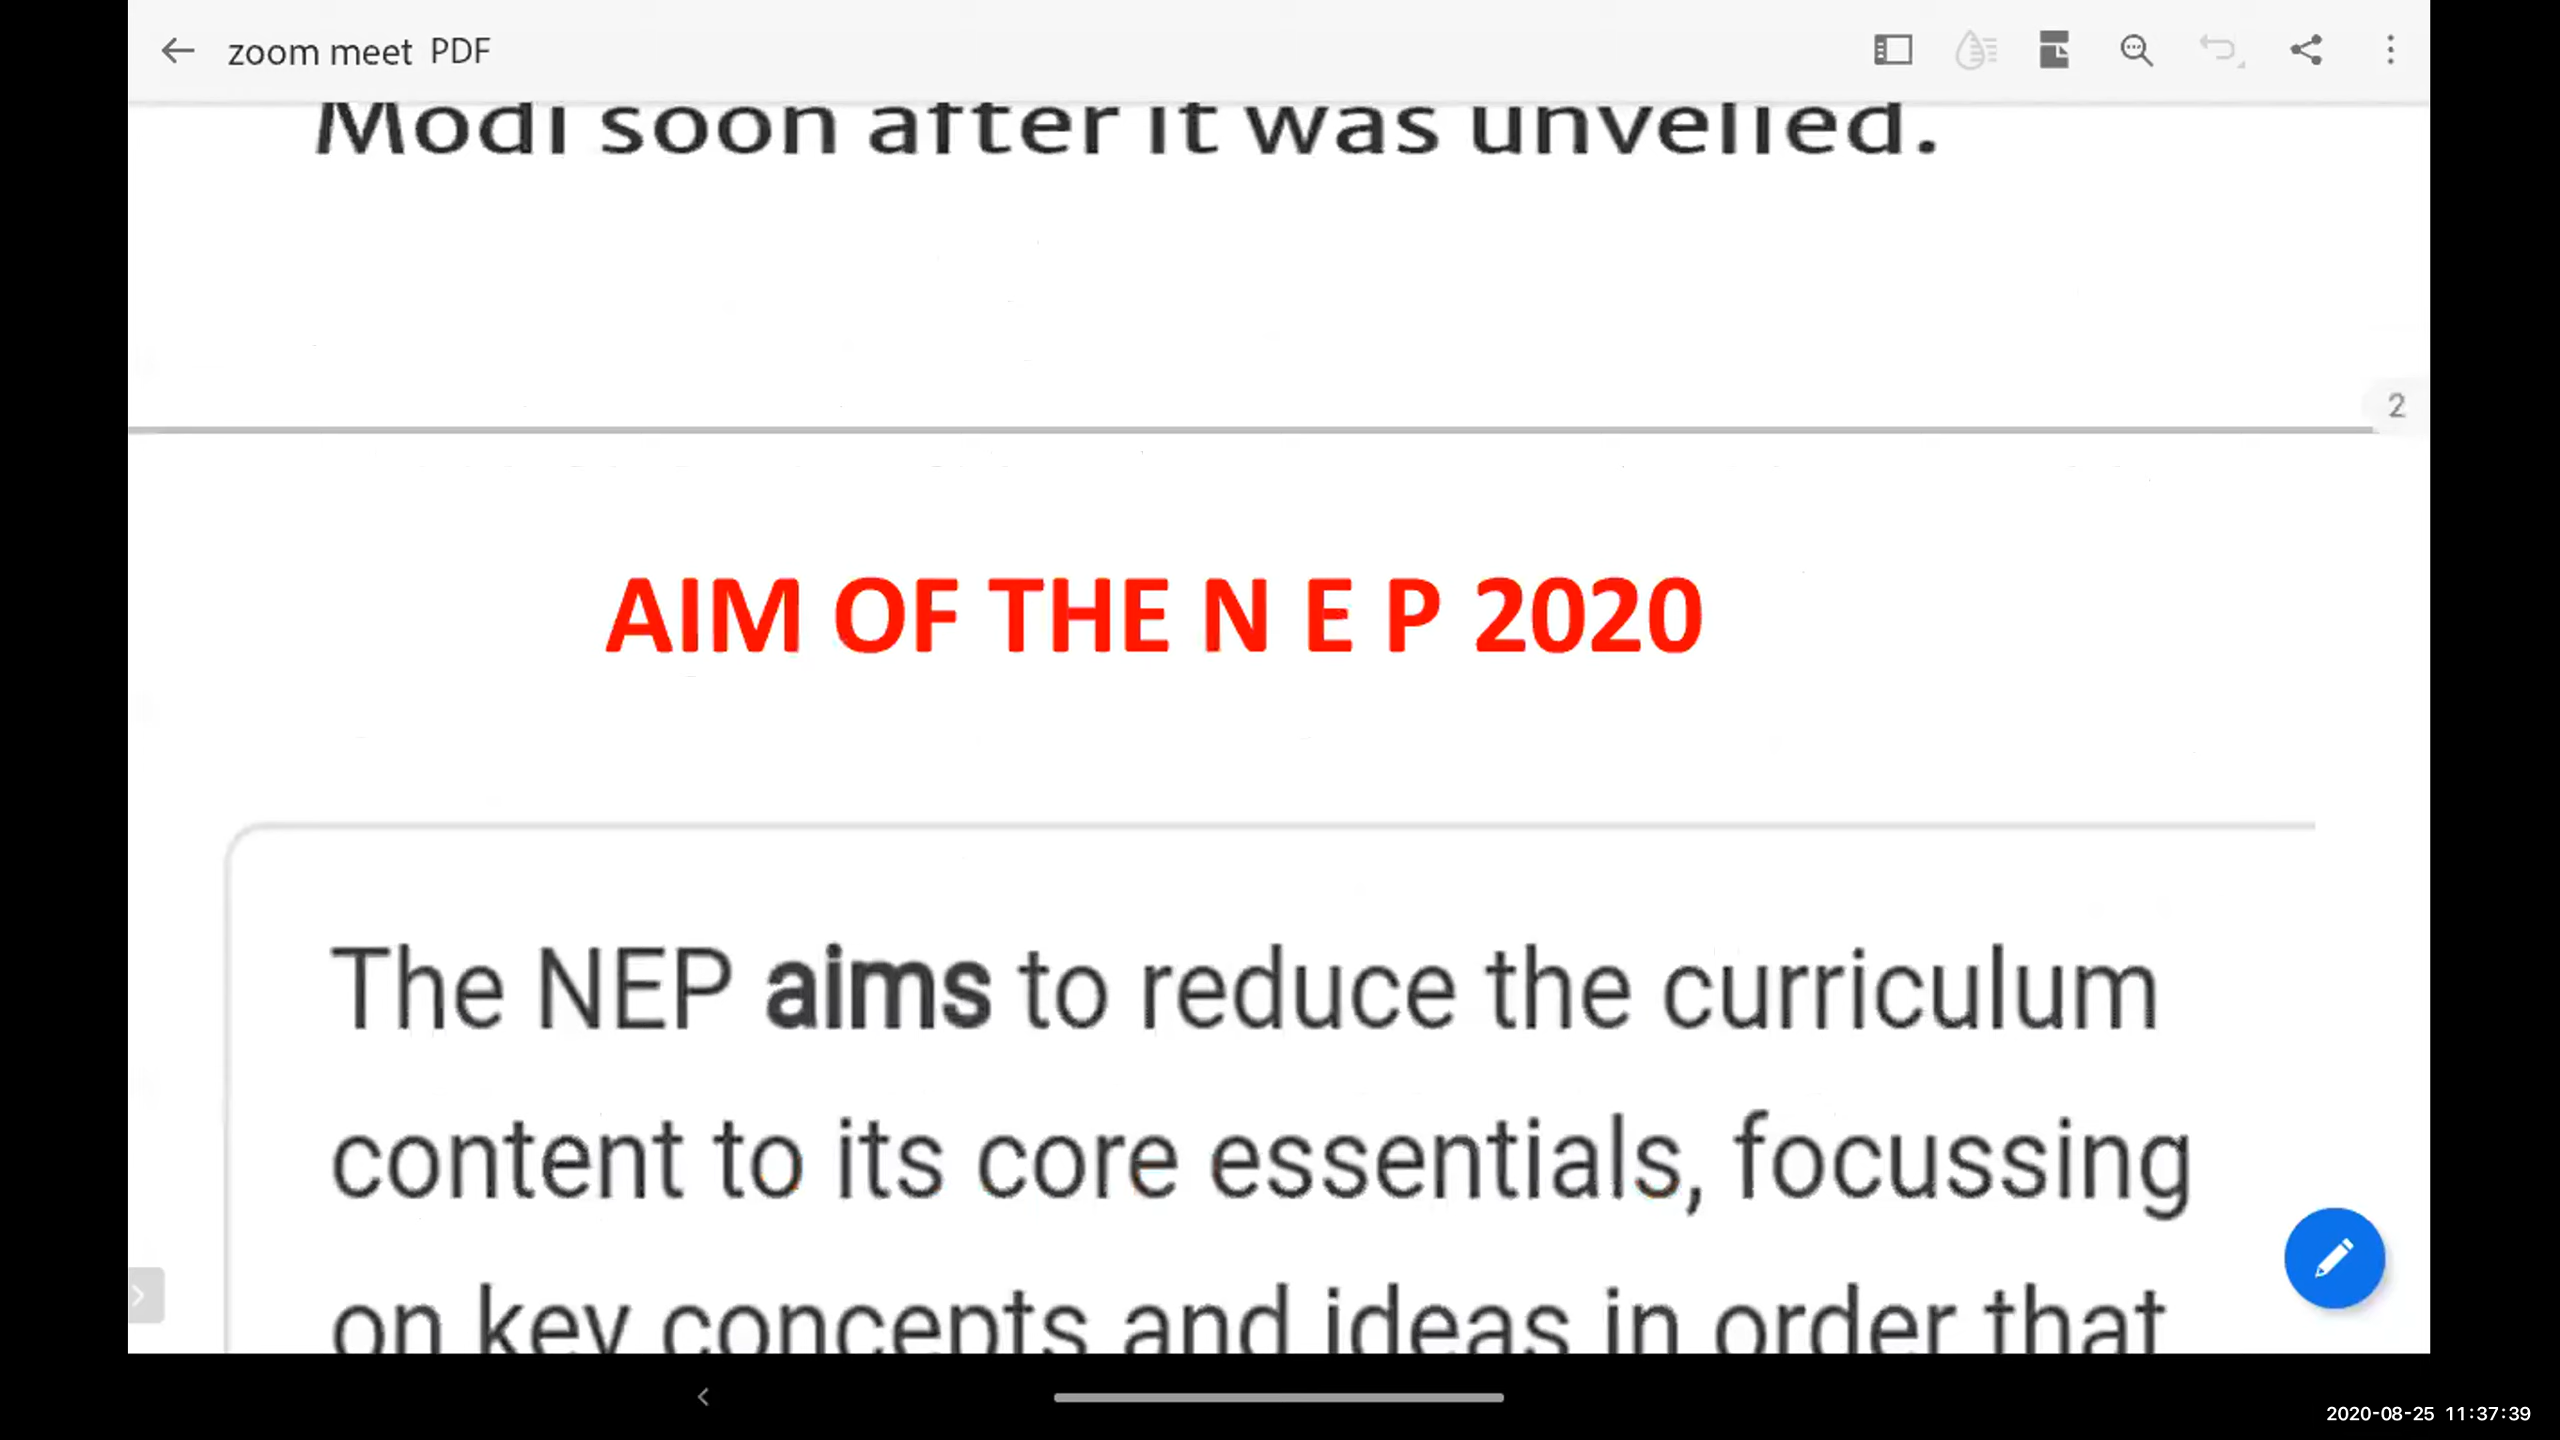 zoom meet PDF
Modi soon after it was unveiled.
2
AIM OF THE N E P 2020
The NEP aims to reduce the curriculum
content to its core essentials, focussing
on key concepts and ideas in order that
2020-08-25 11:37:39